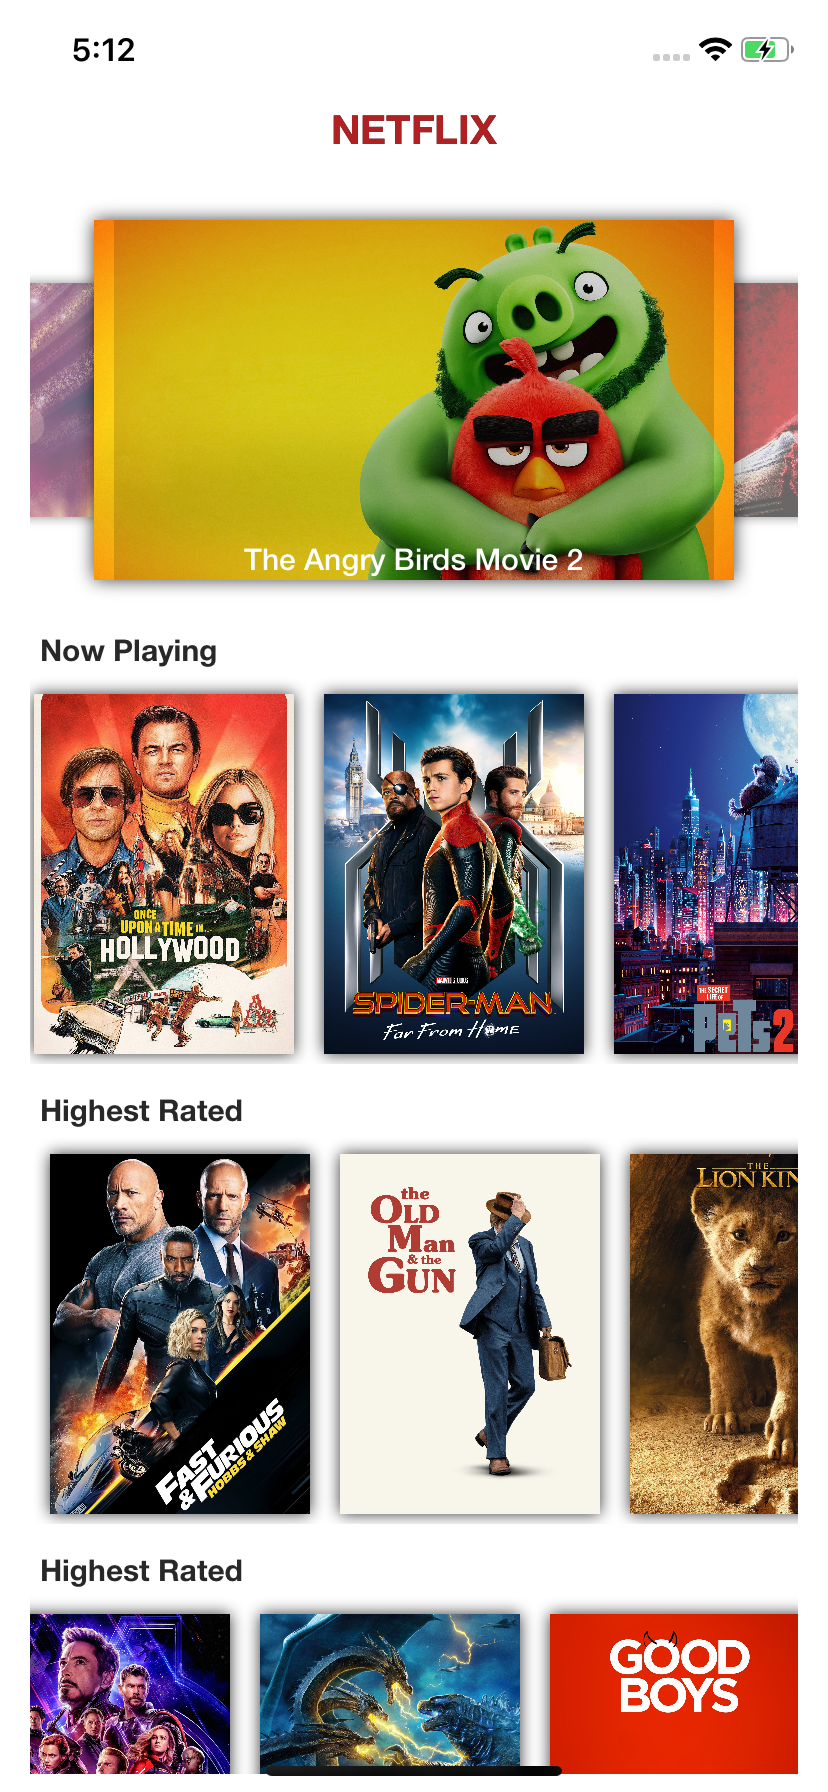 5:12
NETFLIX
The Angry Birds Movie 2
Now Playing
ONCE
UPON A TIME IN...
HOLLYWOOD
MARVEL STUDIOS
SPIDER-MAN
Far From Home
THE SECRET
LIFE OF
PETS 2
Highest Rated
FAST
& FURIOUS
HOBBS & SHAW
the
OLD
Man
& the
GUN
THE
LION KIN
Highest Rated
GOOD
BOYS